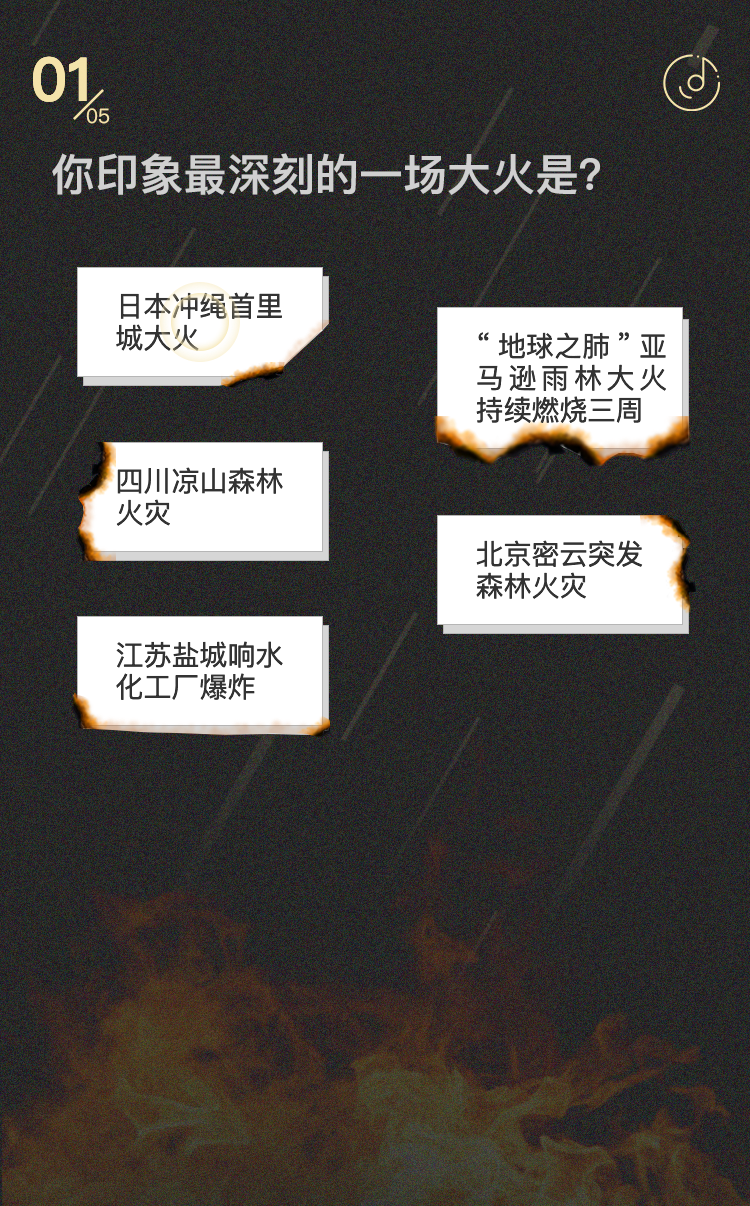 01
05
你印象最深刻的一场大火是?
日本冲绳首里
城大火
“地球之肺”亚
马逊雨林大火
持续燃烧三周
四川凉山森林
火灾
北京密云突发
森林火灾
江苏盐城响水
化工厂爆炸